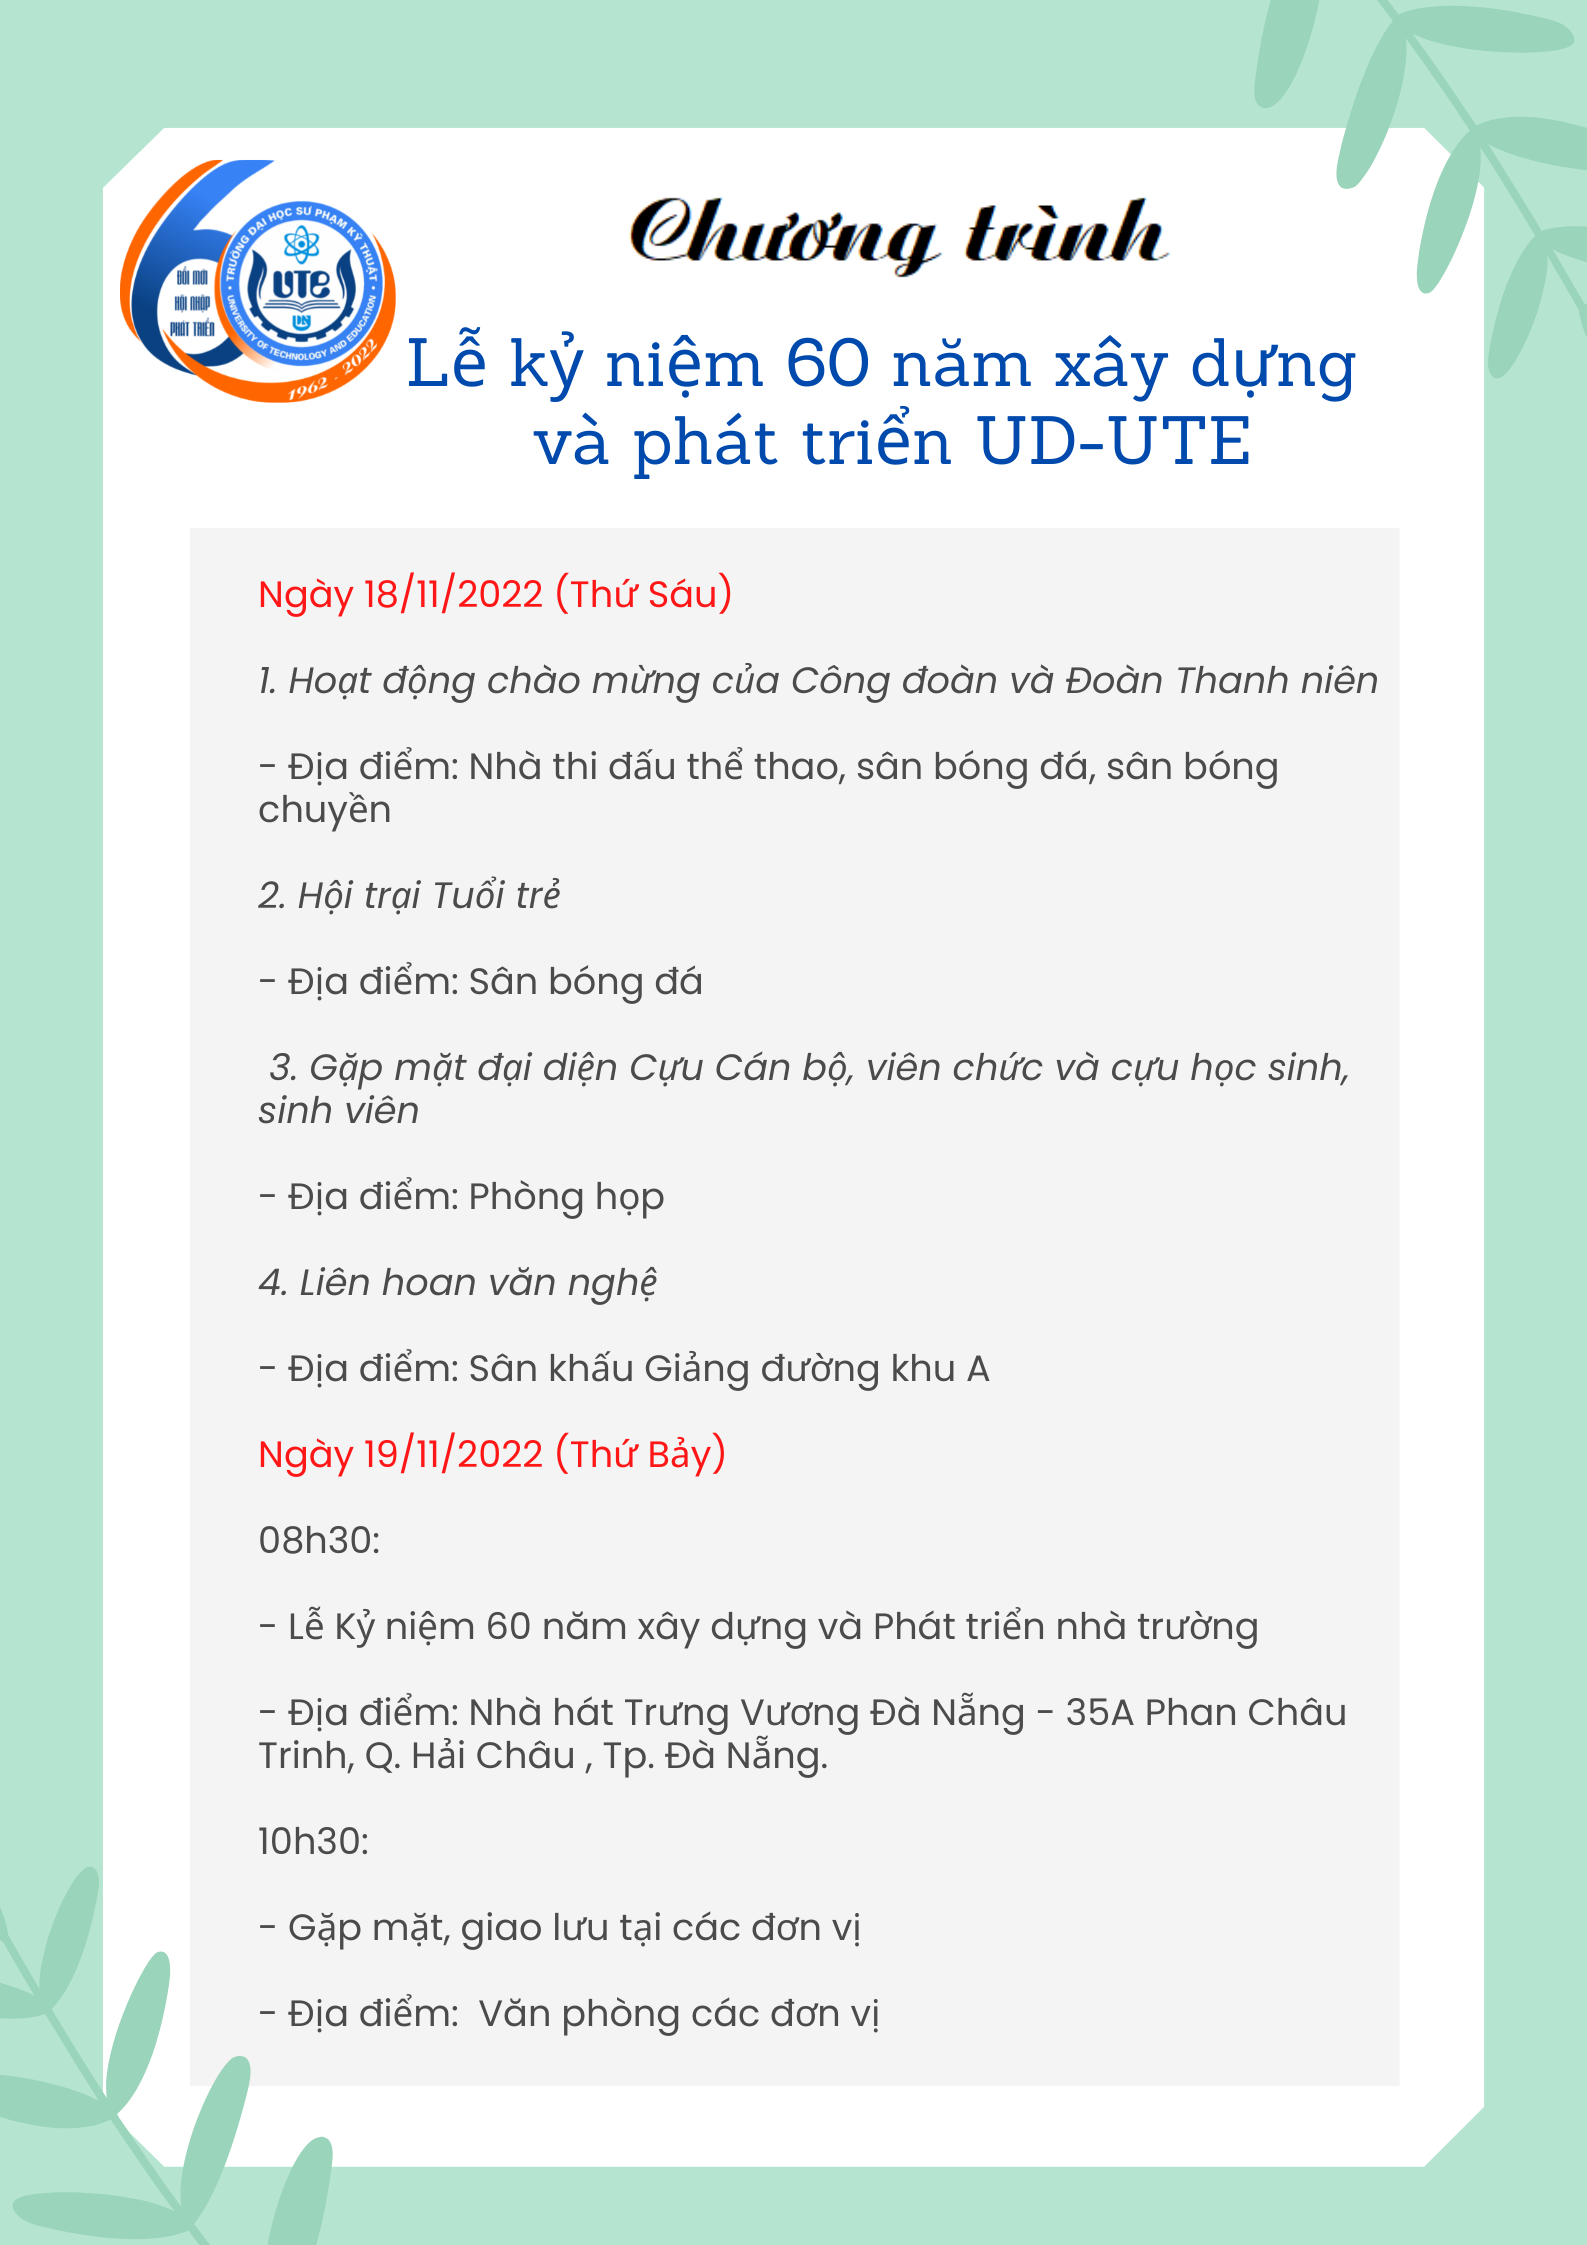 ĐỔI MỚI
HỘI NHẬP
PHÁT TRIỂN
TRƯỜNG ĐẠI HỌC SƯ PHẠM KỸ THUẬT
UTE
UNIVERSITY OF TECHNOLOGY AND EDUCATION
1962 - 2022
Chương trình
Lễ kỷ niệm 60 năm xây dựng
và phát triển UD-UTE
Ngày 18/11/2022 (Thứ Sáu)
1. Hoạt động chào mừng của Công đoàn và Đoàn Thanh niên
- Địa điểm: Nhà thi đấu thể thao, sân bóng đá, sân bóng
chuyền
2. Hội trại Tuổi trẻ
- Địa điểm: Sân bóng đá
3. Gặp mặt đại diện Cựu Cán bộ, viên chức và cựu học sinh,
sinh viên
- Địa điểm: Phòng họp
4. Liên hoan văn nghệ
- Địa điểm: Sân khấu Giảng đường khu A
Ngày 19/11/2022 (Thứ Bảy)
08h30:
- Lễ Kỷ niệm 60 năm xây dựng và Phát triển nhà trường
- Địa điểm: Nhà hát Trưng Vương Đà Nẵng - 35A Phan Châu
Trinh, Q. Hải Châu , Tp. Đà Nẵng.
10h30:
- Gặp mặt, giao lưu tại các đơn vị
- Địa điểm:  Văn phòng các đơn vị